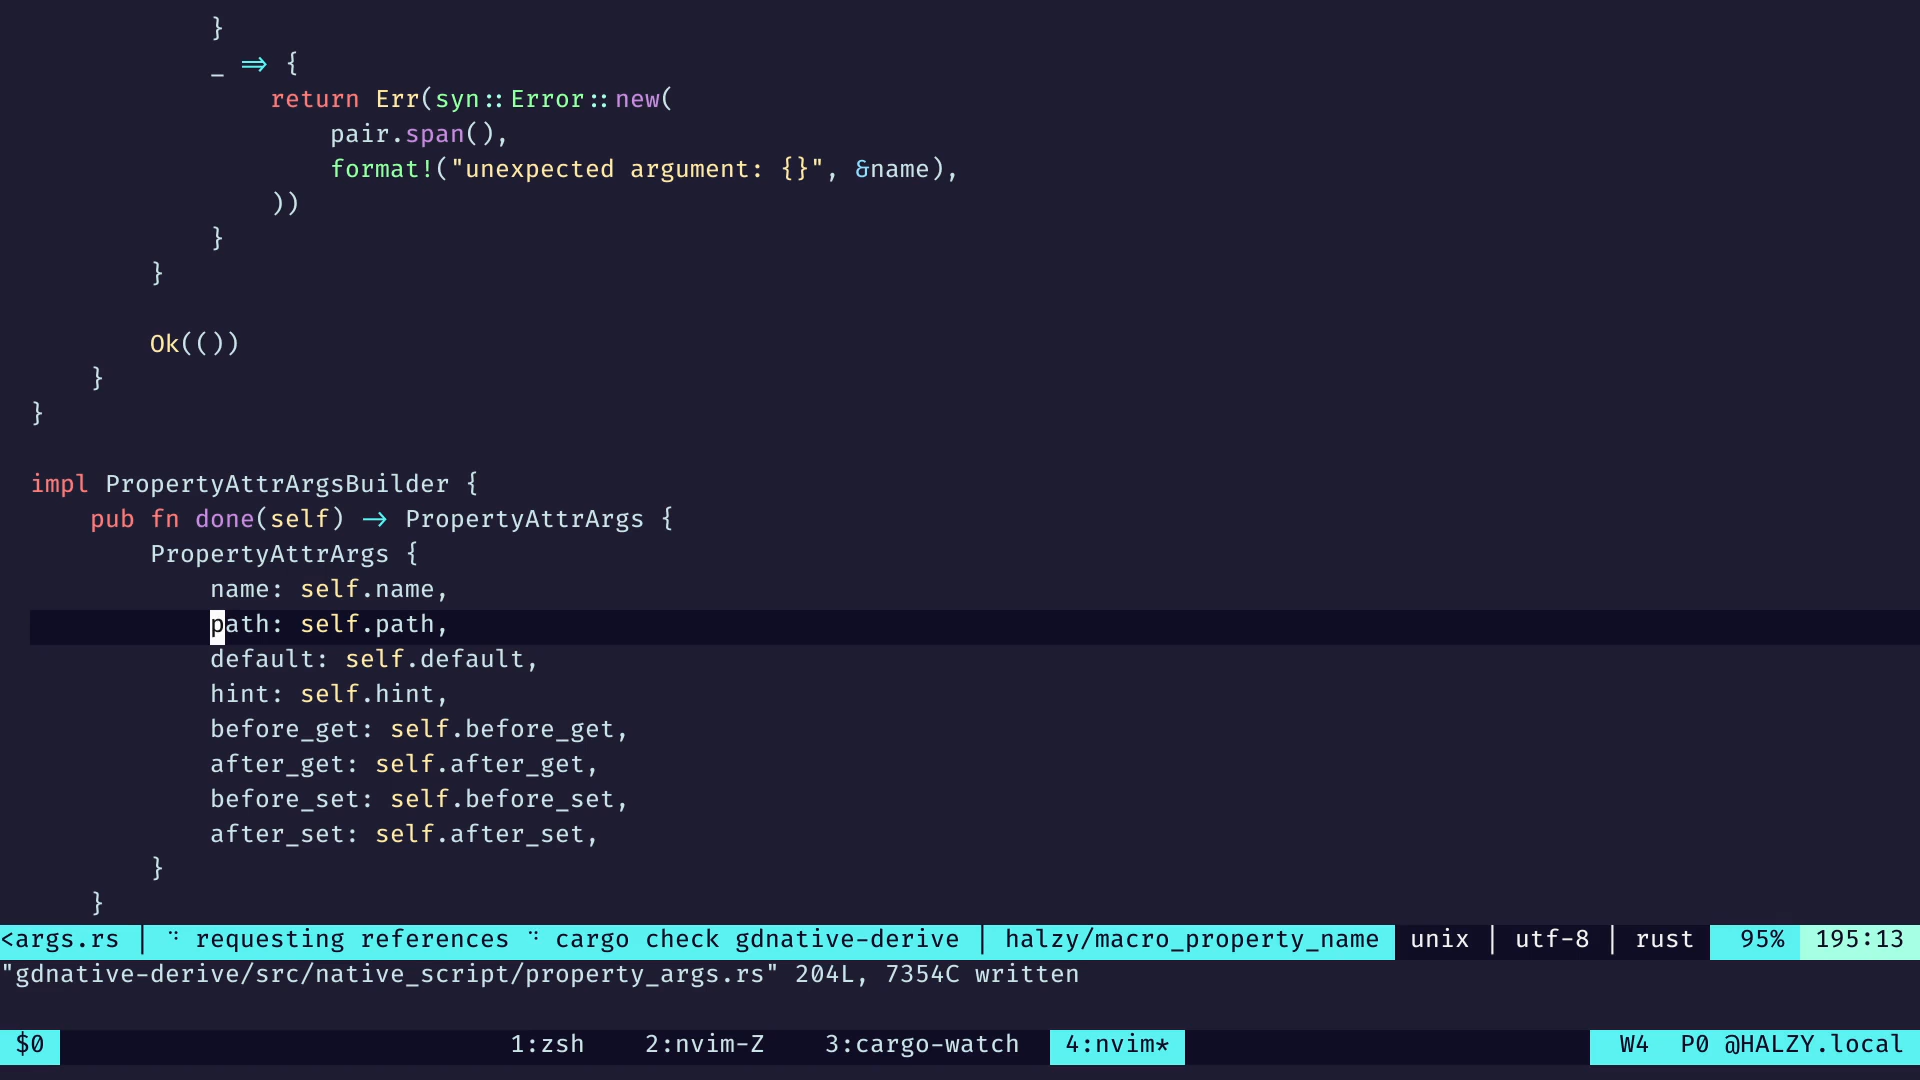 }
            _ => {
                return Err(syn::Error::new(
                    pair.span(),
                    format!("unexpected argument: {}", &name),
                ))
            }
        }

        Ok(())
    }
}

impl PropertyAttrArgsBuilder {
    pub fn done(self) -> PropertyAttrArgs {
        PropertyAttrArgs {
            name: self.name,
            path: self.path,
            default: self.default,
            hint: self.hint,
            before_get: self.before_get,
            after_get: self.after_get,
            before_set: self.before_set,
            after_set: self.after_set,
        }
    }
<args.rs | requesting references cargo check gdnative-derive | halzy/macro_property_name unix | utf-8 | rust 95% 195:13
"gdnative-derive/src/native_script/property_args.rs" 204L, 7354C written
$0 1:zsh 2:nvim-Z 3:cargo-watch 4:nvim* W4 P0 @HALZY.local